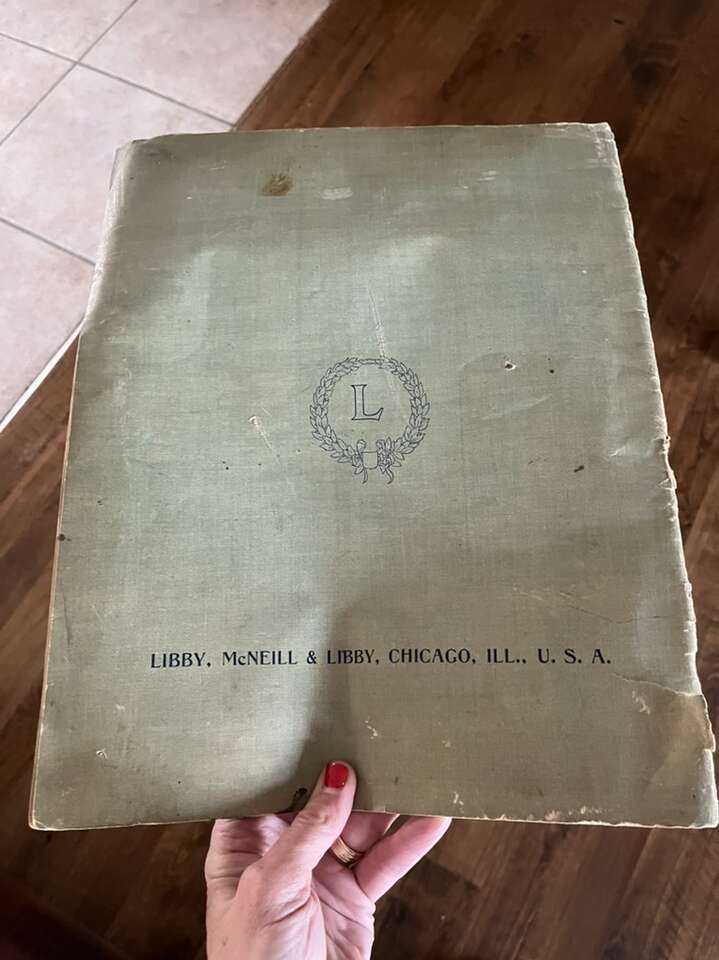 L
LIBBY, McNEILL & LIBBY, CHICAGO, ILL., U. S. A.